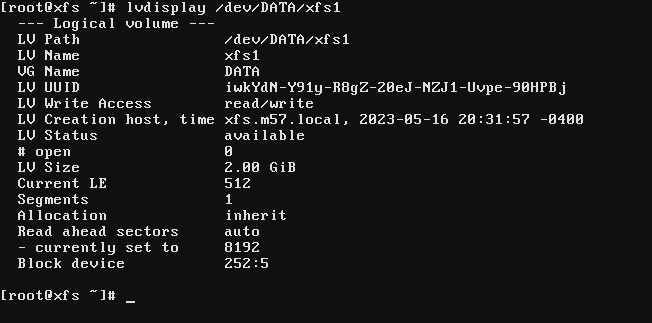 [root@xfs ~]# lvdisplay /dev/DATA/xfs1
  --- Logical volume ---
  LV Path                /dev/DATA/xfs1
  LV Name                xfs1
  VG Name                DATA
  LV UUID                iwkYdN-Y91y-R8gZ-20eJ-NZJ1-Uvpe-90HPBj
  LV Write Access        read/write
  LV Creation host, time xfs.m57.local, 2023-05-16 20:31:57 -0400
  LV Status              available
  # open                 0
  LV Size                2.00 GiB
  Current LE             512
  Segments               1
  Allocation             inherit
  Read ahead sectors     auto
  - currently set to     8192
  Block device           252:5

[root@xfs ~]# _